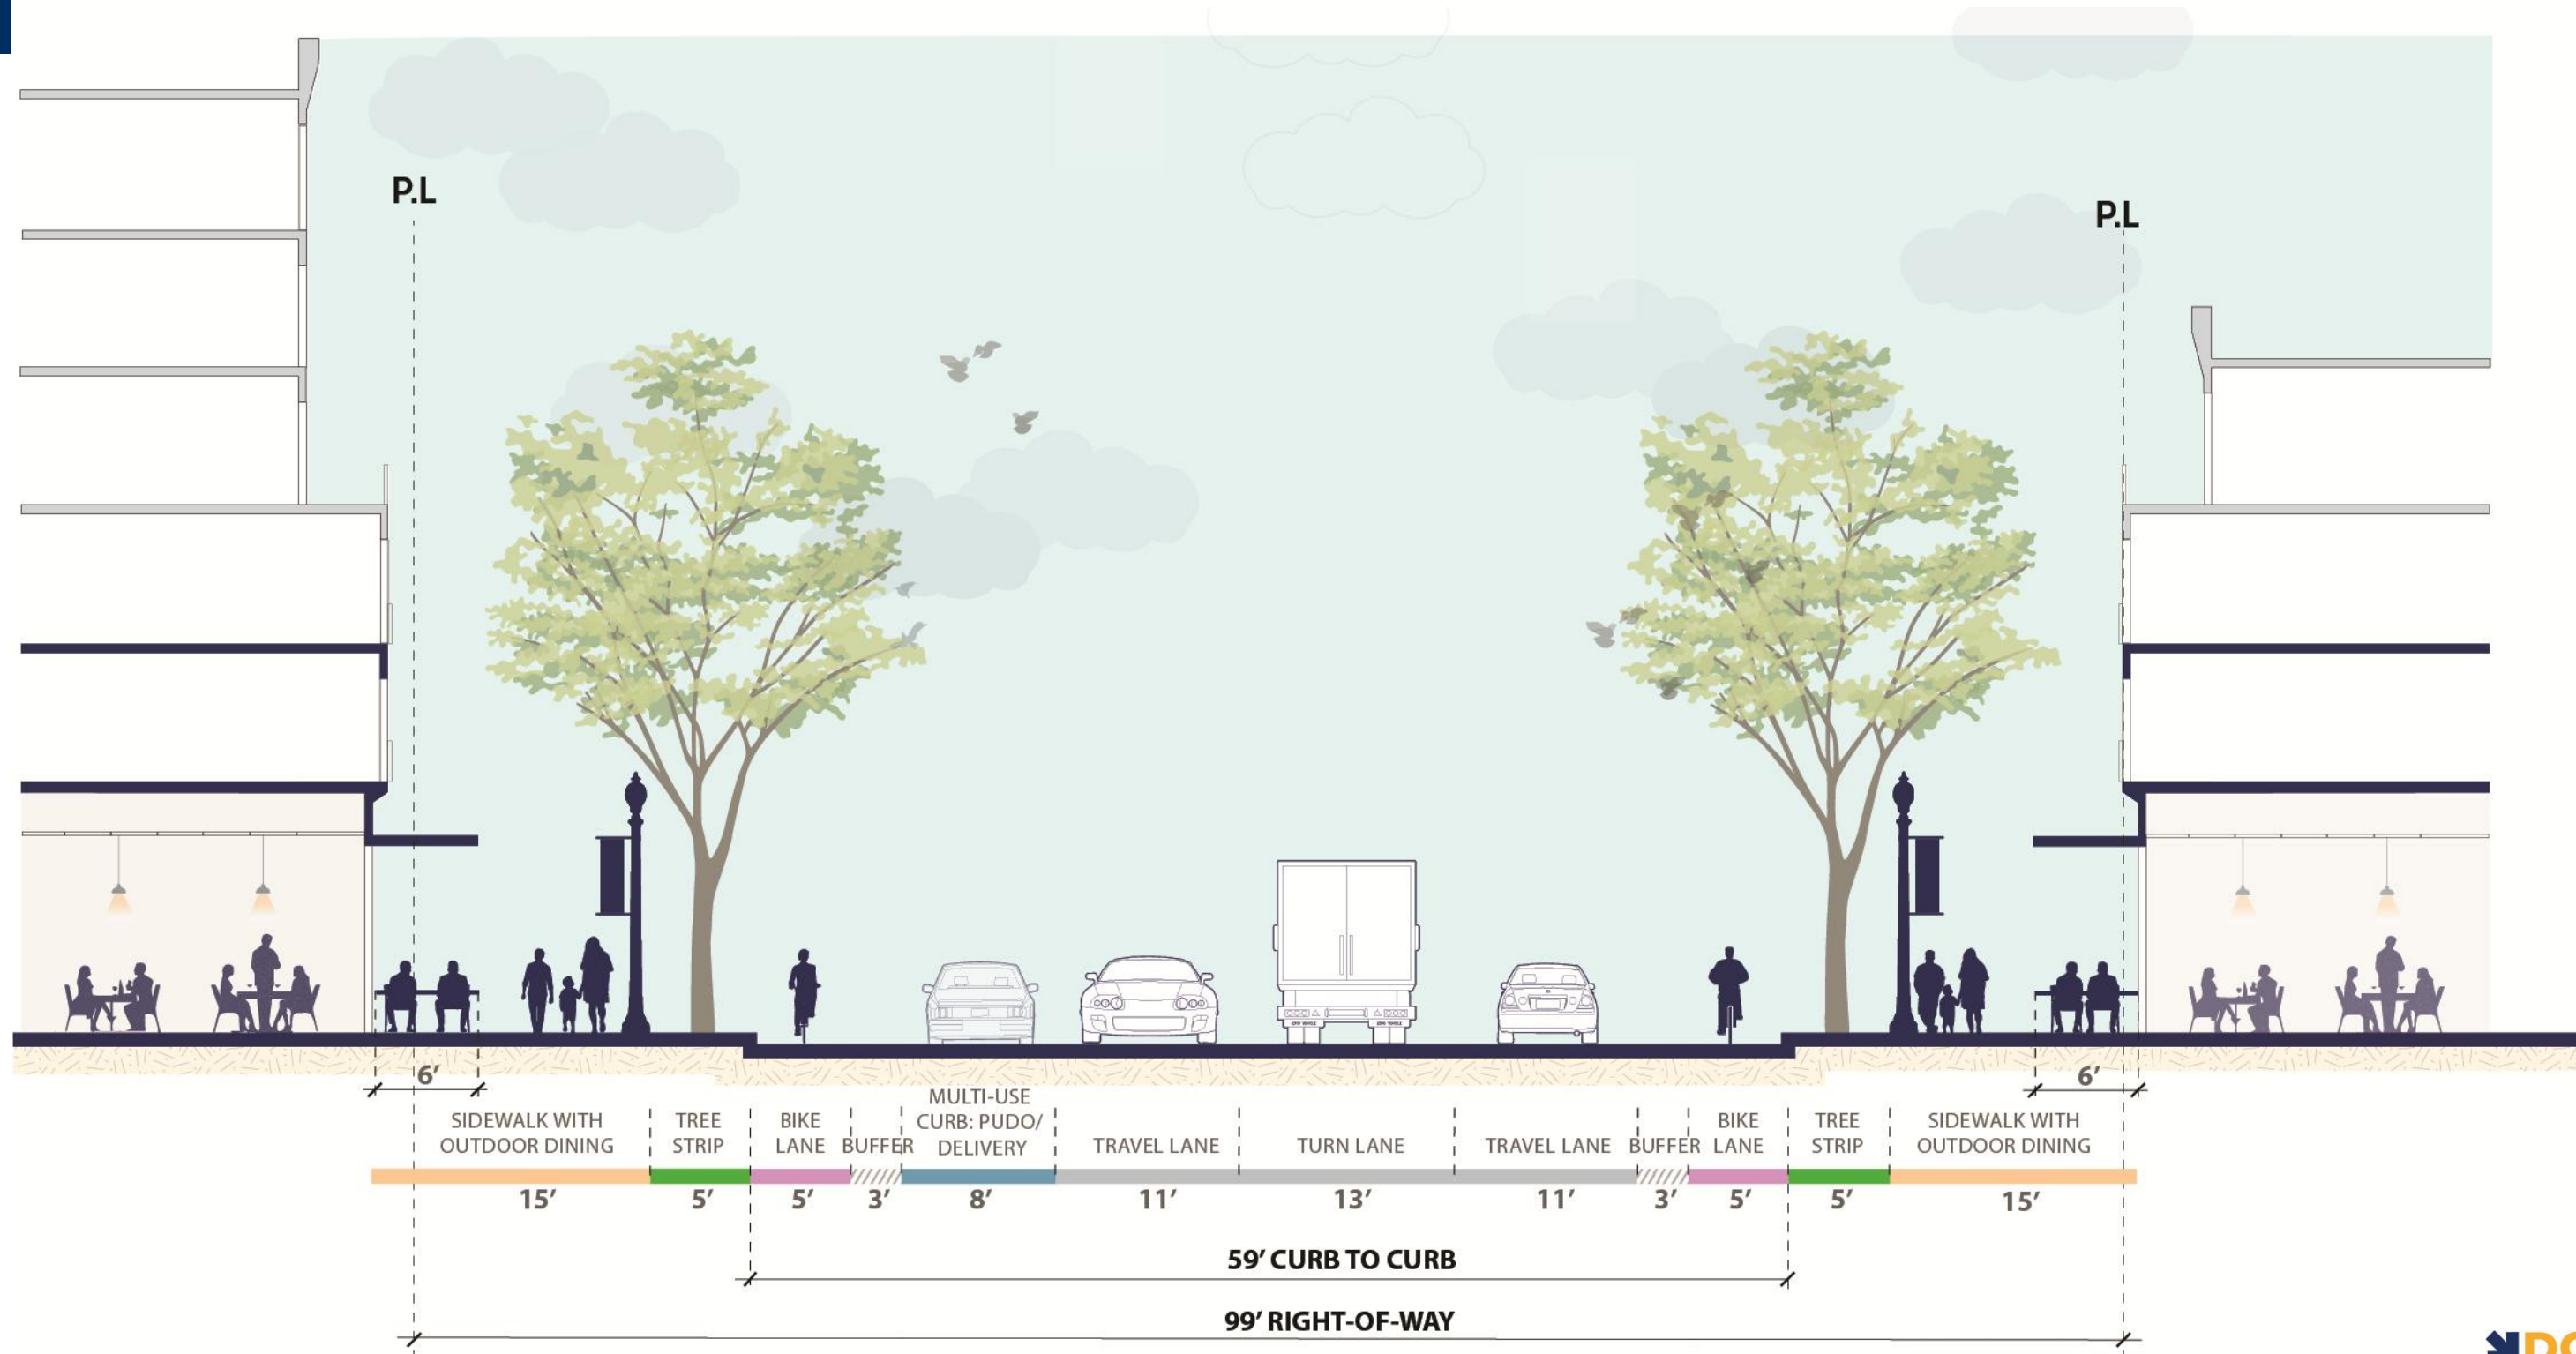 P.L
P.L
6′
6′
SIDEWALK WITH
OUTDOOR DINING
TREE
STRIP
BIKE
LANE
BUFFER
MULTI-USE
CURB: PUDO/
DELIVERY
TRAVEL LANE
TURN LANE
TRAVEL LANE
BUFFER
BIKE
LANE
TREE
STRIP
SIDEWALK WITH
OUTDOOR DINING
15′
5′
5′
3′
8′
11′
13′
11′
3′
5′
5′
15′
59′ CURB TO CURB
99′ RIGHT-OF-WAY